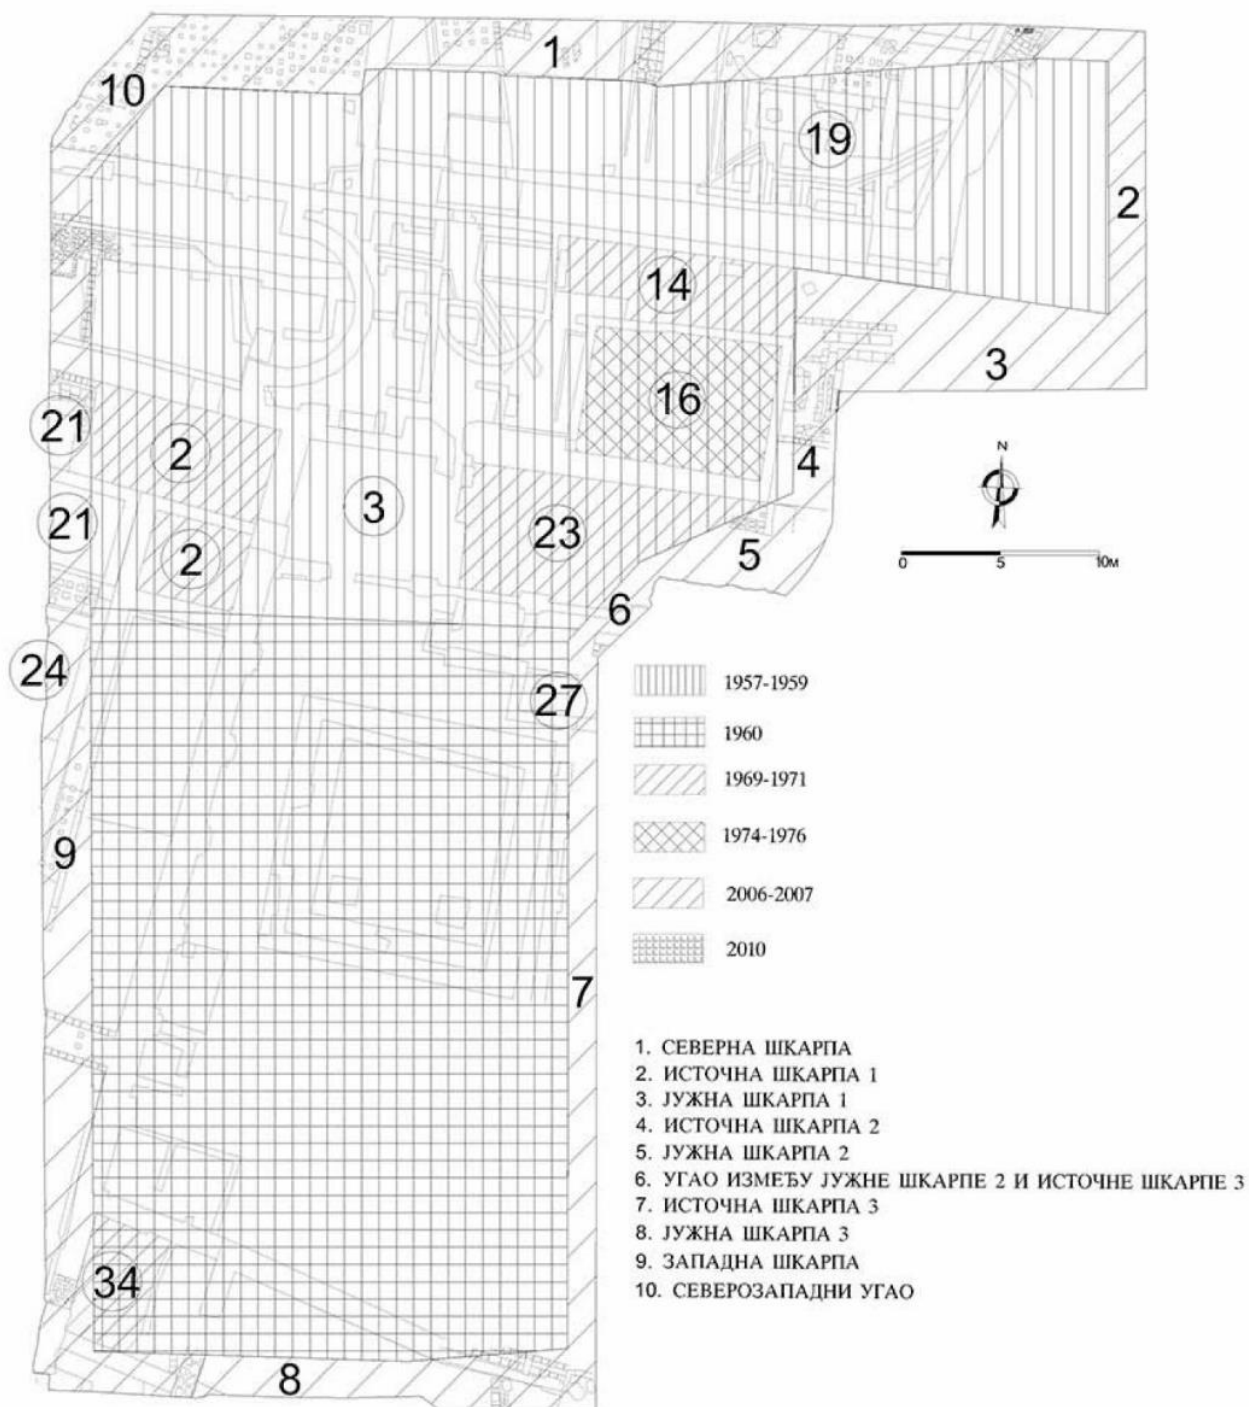 1
10
19
2
14
3
16
21
2
4
N
3
21
23
5
2
0 5 10м
6
24
27
1957-1959
1960
1969-1971
9
1974-1976
2006-2007
2010
7
1. СЕВЕРНА ШКАРПА
2. ИСТОЧНА ШКАРПА 1
3. ЈУЖНА ШКАРПА 1
4. ИСТОЧНА ШКАРПА 2
5. ЈУЖНА ШКАРПА 2
6. УГАО ИЗМЕЂУ ЈУЖНЕ ШКАРПЕ 2 И ИСТОЧНЕ ШКАРПЕ 3
7. ИСТОЧНА ШКАРПА 3
8. ЈУЖНА ШКАРПА 3
9. ЗАПАДНА ШКАРПА
10. СЕВЕРОЗАПАДНИ УГАО
34
8